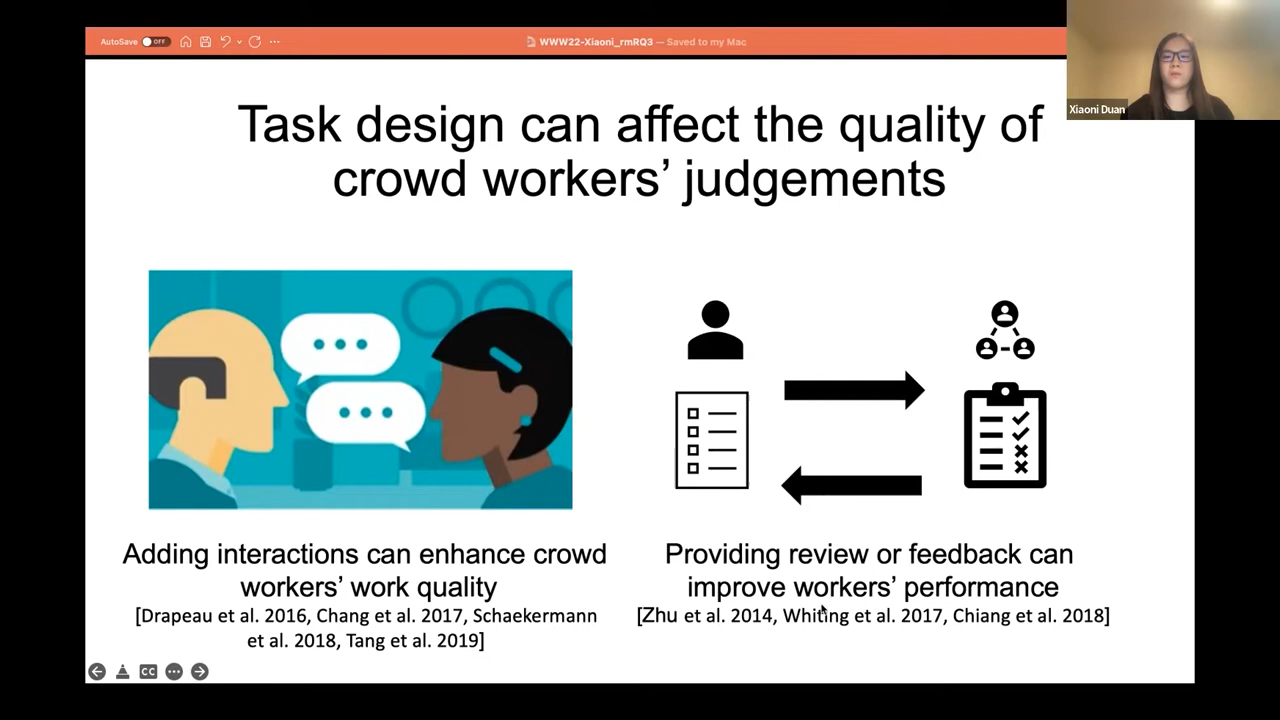 AutoSave OFF
WWW22-Xiaoni_rmRQ3 — Saved to my Mac
Xiaoni Duan
Task design can affect the quality of
crowd workers’ judgements
Adding interactions can enhance crowd
workers’ work quality
[Drapeau et al. 2016, Chang et al. 2017, Schaekermann
et al. 2018, Tang et al. 2019]
Providing review or feedback can
improve workers’ performance
[Zhu et al. 2014, Whiting et al. 2017, Chiang et al. 2018]
CC